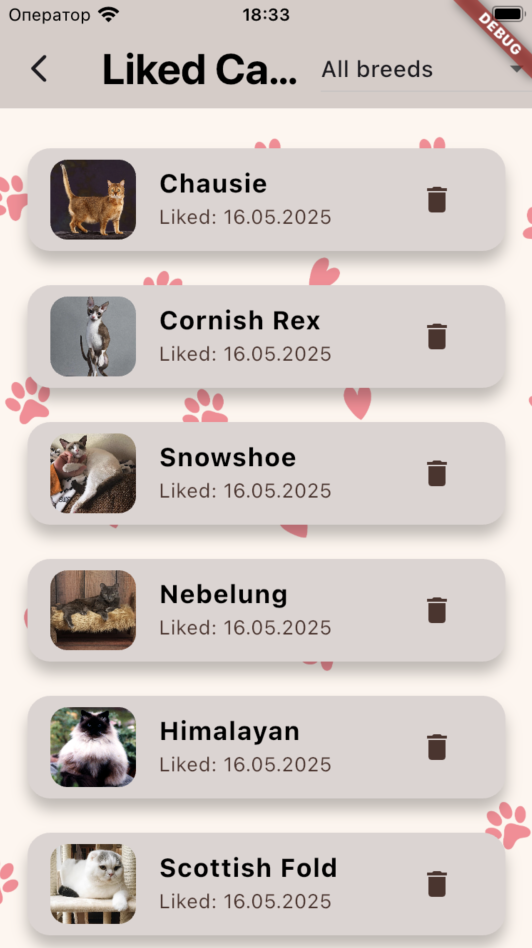 Оператор 18:33
DEBUG
Liked Ca... All breeds
Chausie
Liked: 16.05.2025
Cornish Rex
Liked: 16.05.2025
Snowshoe
Liked: 16.05.2025
Nebelung
Liked: 16.05.2025
Himalayan
Liked: 16.05.2025
Scottish Fold
Liked: 16.05.2025